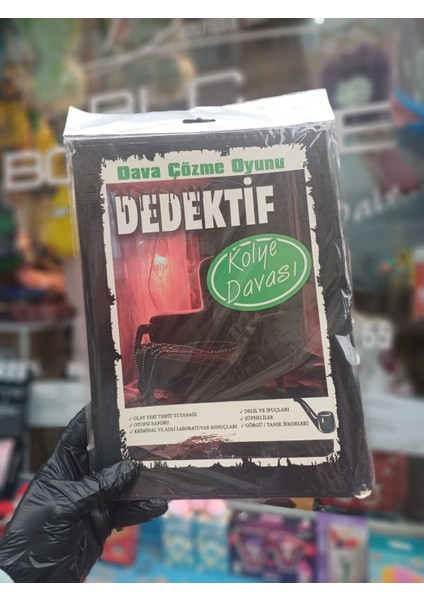 BLC
Dava Çözme Oyunu
DEDEKTİF
Kolye
Davası
✓ OLAY YERİ TESPİT TUTANAĞI
✓ OTOPSİ RAPORU
✓ KRİMİNAL VE ADLİ LABORATUVAR SONUÇLARI
✓ DELİL VE İPUÇLARI
✓ ŞÜPHELİLER
✓ GÖRGÜ / TANIK İFADELERİ